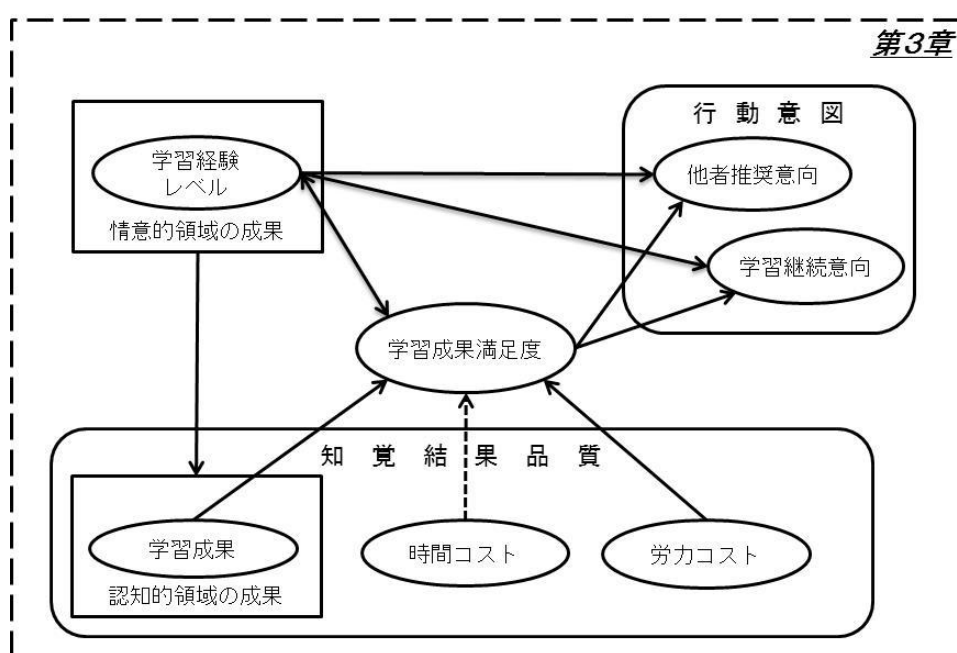 第3章
行動意図
学習経験
レベル
他者推奨意向
情意的領域の成果
学習継続意向
学習成果満足度
知覚結果品質
学習成果
時間コスト
労力コスト
認知的領域の成果